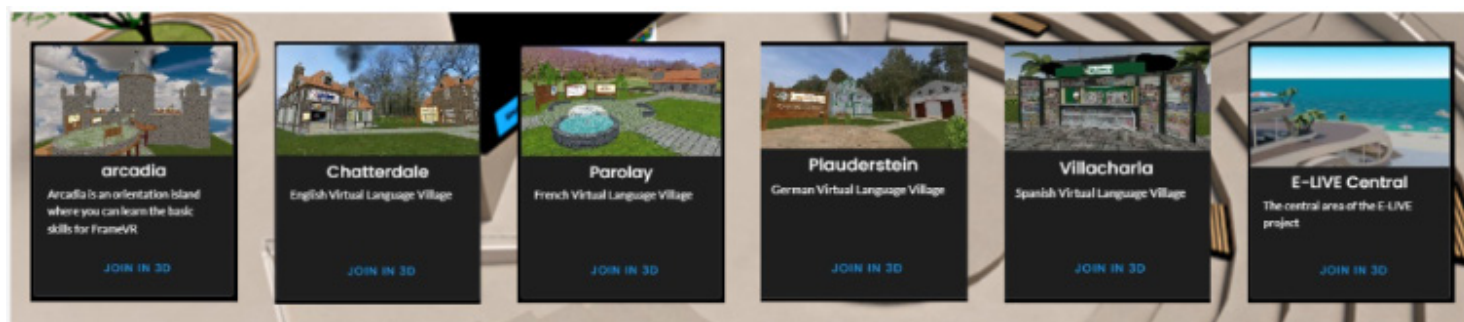 arcadia
Arcadia is an orientation island
where you can learn the basic
skills for FrameVR
JOIN IN 3D
Chatterdale
English Virtual Language Village
JOIN IN 3D
Parolay
French Virtual Language Village
JOIN IN 3D
Plauderstein
German Virtual Language Village
JOIN IN 3D
Villacharla
Spanish Virtual Language Village
JOIN IN 3D
E-LIVE Central
The central area of the E-LIVE
project
JOIN IN 3D